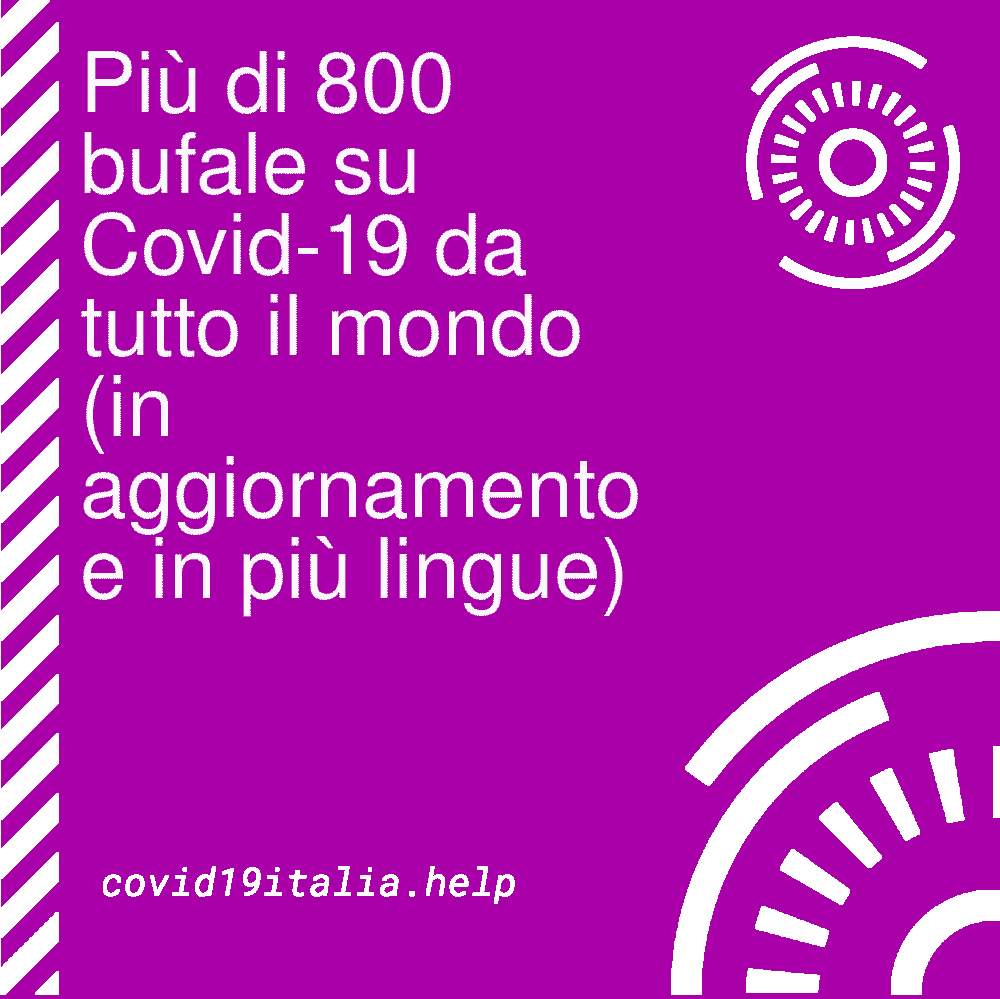 Più di 800
bufale su
Covid-19 da
tutto il mondo
(in
aggiornamento
e in più lingue)
covid19italia.help